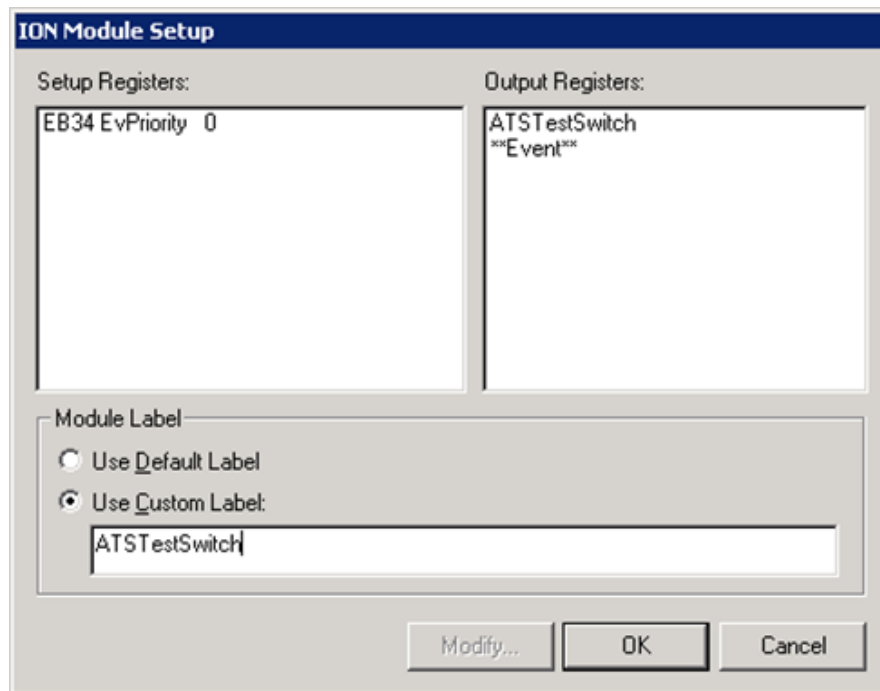 ION Module Setup
Setup Registers:
Output Registers:
EB34 EvPriority 0
ATSTestSwitch
**Event**
Module Label
Use Default Label
Use Custom Label:
ATSTestSwitch
Modify...
OK
Cancel